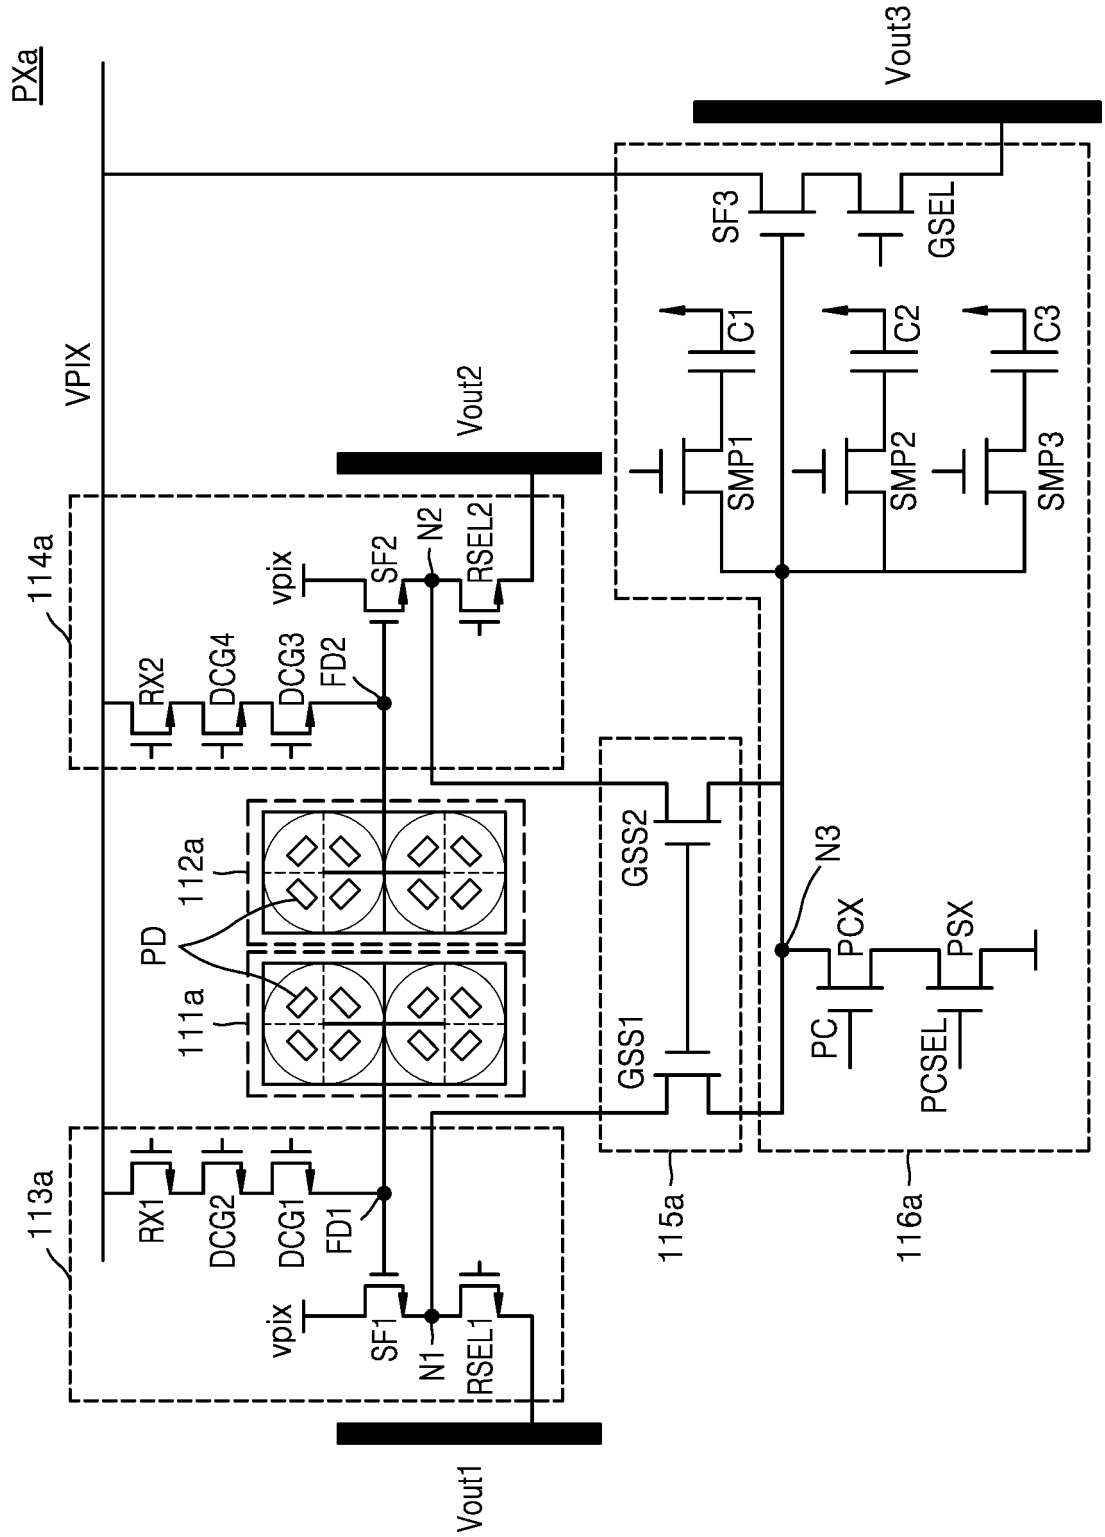 PXa
VPIX
113a
114a
RX1
DCG2
DCG1
FD1
vpix
SF1
N1
RSEL1
Vout1
111a
PD
112a
RX2
DCG4
DCG3
FD2
vpix
SF2
N2
RSEL2
Vout2
GSS1
GSS2
115a
N3
PC
PCX
PCSEL
PSX
116a
SMP1
C1
SMP2
C2
SMP3
C3
SF3
GSEL
Vout3